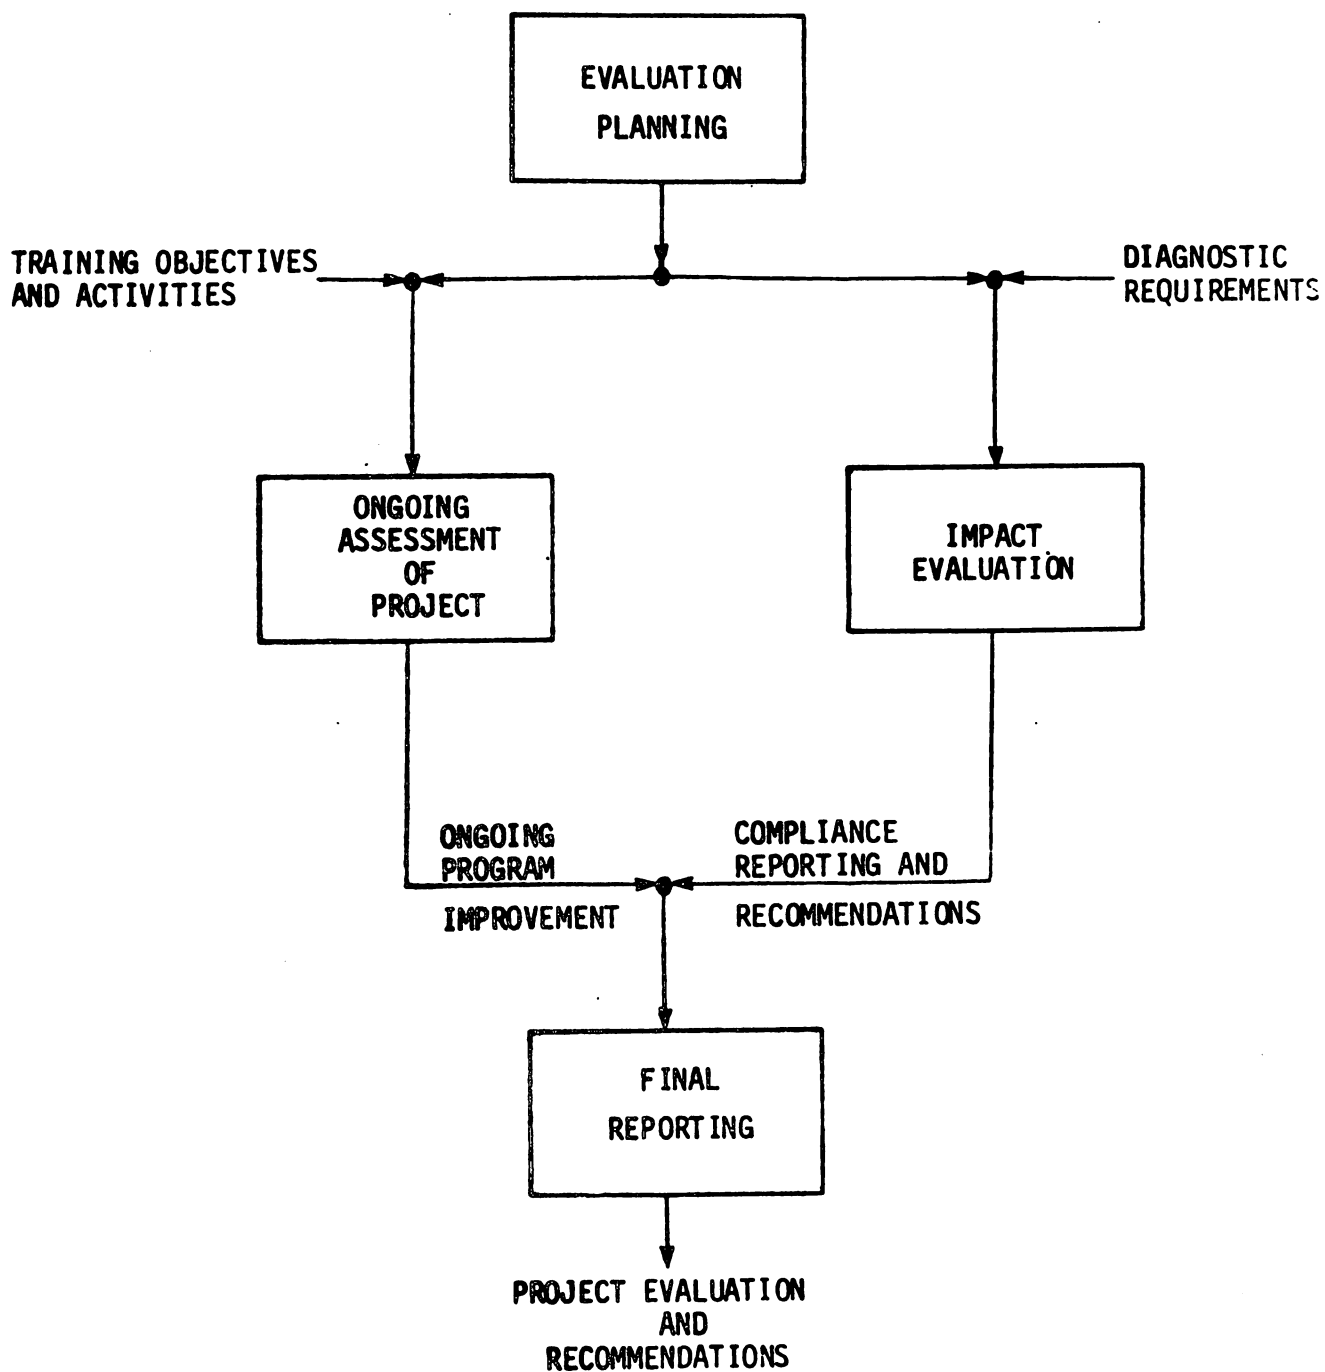 EVALUATION
PLANNING
TRAINING OBJECTIVES
AND ACTIVITIES
DIAGNOSTIC
REQUIREMENTS
ONGOING
ASSESSMENT
OF
PROJECT
IMPACT
EVALUATION
ONGOING
PROGRAM
IMPROVEMENT
COMPLIANCE
REPORTING AND
RECOMMENDATIONS
FINAL
REPORTING
PROJECT EVALUATION
AND
RECOMMENDATIONS